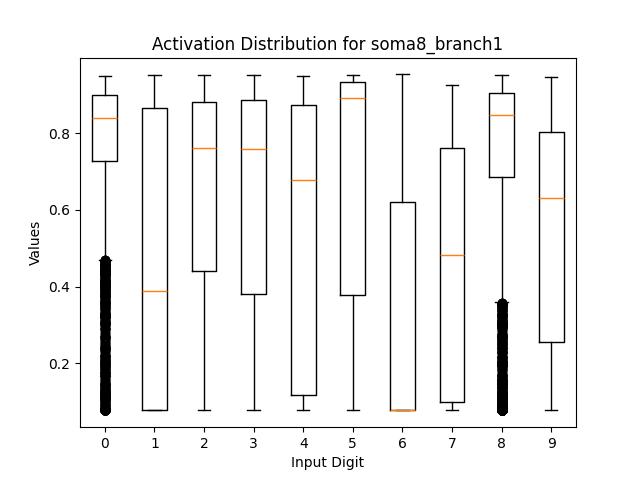 Activation Distribution for soma8_branch1
Values
0.8
0.6
0.4
0.2
0 1 2 3 4 5 6 7 8 9
Input Digit